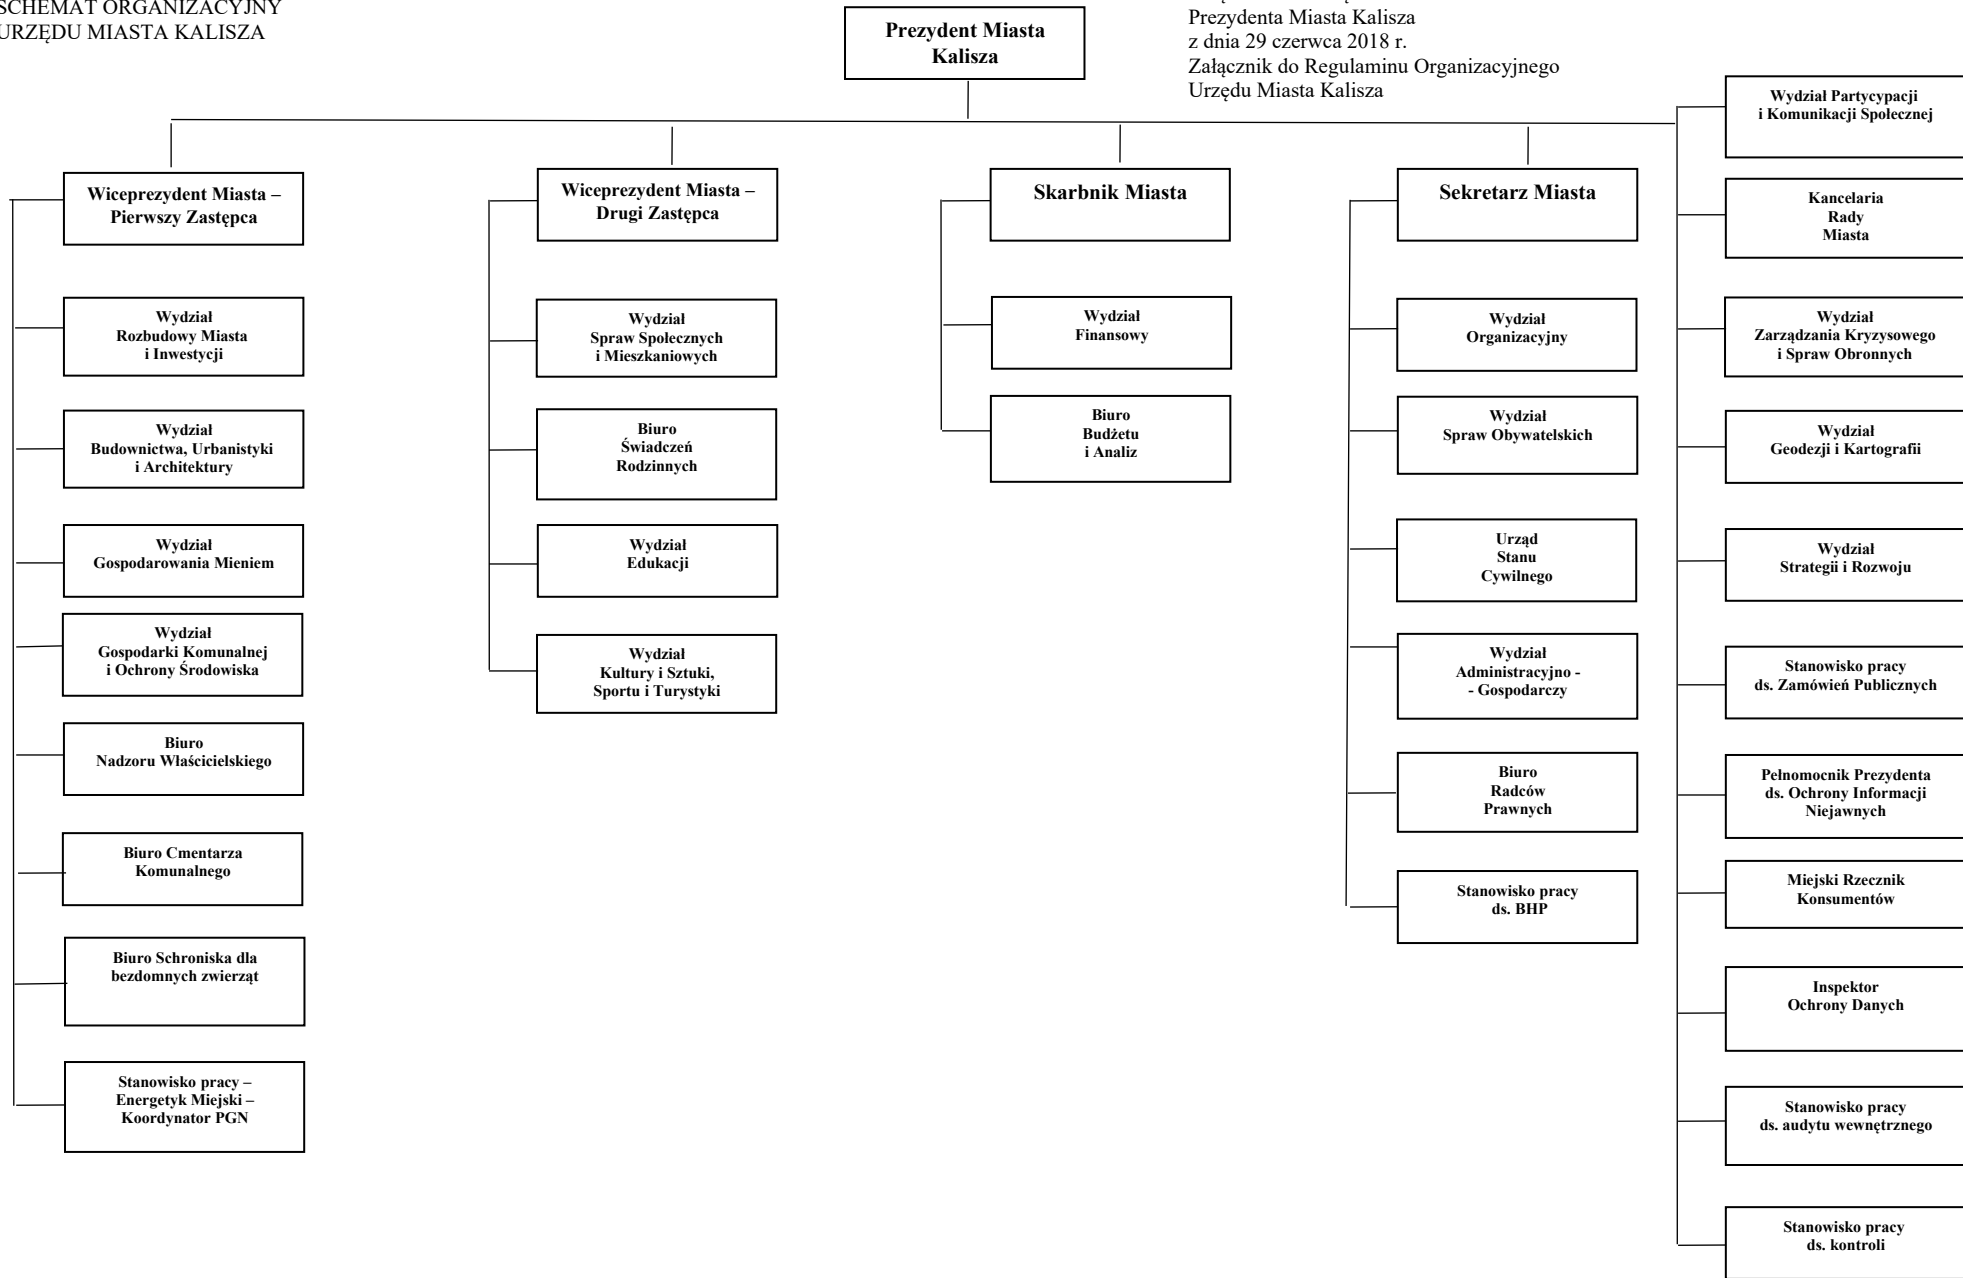 SCHEMAT ORGANIZACYJNY
URZĘDU MIASTA KALISZA
Prezydenta Miasta Kalisza
z dnia 29 czerwca 2018 r.
Załącznik do Regulaminu Organizacyjnego
Urzędu Miasta Kalisza
Prezydent Miasta
Kalisza
Wiceprezydent Miasta –
Pierwszy Zastępca
Wydział
Rozbudowy Miasta
i Inwestycji
Wydział
Budownictwa, Urbanistyki
i Architektury
Wydział
Gospodarowania Mieniem
Wydział
Gospodarki Komunalnej
i Ochrony Środowiska
Biuro
Nadzoru Właścicielskiego
Biuro Cmentarza
Komunalnego
Biuro Schroniska dla
bezdomnych zwierząt
Stanowisko pracy –
Energetyk Miejski –
Koordynator PGN
Wiceprezydent Miasta –
Drugi Zastępca
Wydział
Spraw Społecznych
i Mieszkaniowych
Biuro
Świadczeń
Rodzinnych
Wydział
Edukacji
Wydział
Kultury i Sztuki,
Sportu i Turystyki
Skarbnik Miasta
Wydział
Finansowy
Biuro
Budżetu
i Analiz
Sekretarz Miasta
Wydział
Organizacyjny
Wydział
Spraw Obywatelskich
Urząd
Stanu
Cywilnego
Wydział
Administracyjno -
- Gospodarczy
Biuro
Radców
Prawnych
Stanowisko pracy
ds. BHP
Wydział Partycypacji
i Komunikacji Społecznej
Kancelaria
Rady
Miasta
Wydział
Zarządzania Kryzysowego
i Spraw Obronnych
Wydział
Geodezji i Kartografii
Wydział
Strategii i Rozwoju
Stanowisko pracy
ds. Zamówień Publicznych
Pełnomocnik Prezydenta
ds. Ochrony Informacji
Niejawnych
Miejski Rzecznik
Konsumentów
Inspektor
Ochrony Danych
Stanowisko pracy
ds. audytu wewnętrznego
Stanowisko pracy
ds. kontroli